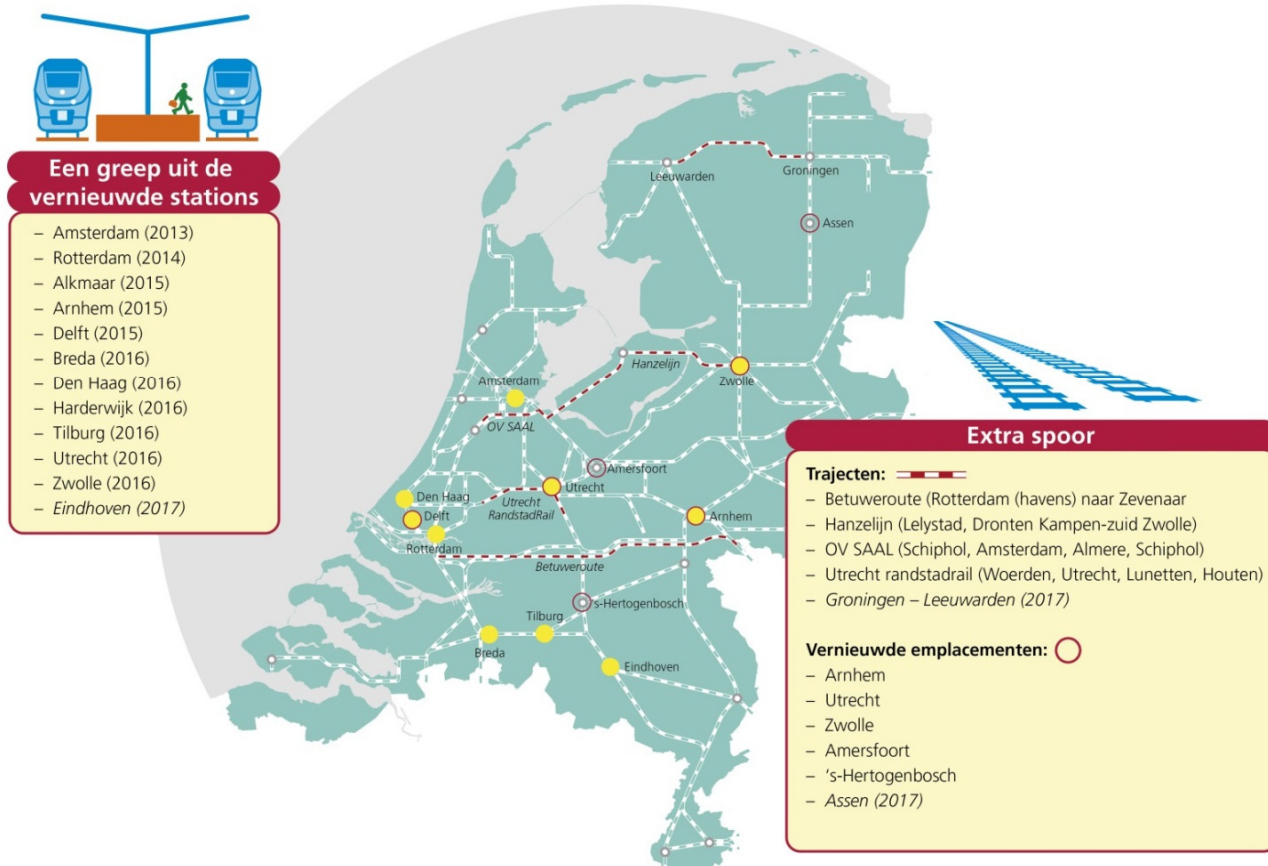 Een greep uit de
vernieuwde stations
– Amsterdam (2013)
– Rotterdam (2014)
– Alkmaar (2015)
– Arnhem (2015)
– Delft (2015)
– Breda (2016)
– Den Haag (2016)
– Harderwijk (2016)
– Tilburg (2016)
– Utrecht (2016)
– Zwolle (2016)
– Eindhoven (2017)
Leeuwarden
Groningen
Assen
Hanzelijn
Zwolle
Amsterdam
OV SAAL
Amersfoort
Utrecht
Utrecht
RandstadRail
Den Haag
Delft
Rotterdam
Arnhem
Betuweroute
's-Hertogenbosch
Tilburg
Breda
Eindhoven
Extra spoor
Trajecten:
– Betuweroute (Rotterdam (havens) naar Zevenaar
– Hanzelijn (Lelystad, Dronten Kampen-zuid Zwolle)
– OV SAAL (Schiphol, Amsterdam, Almere, Schiphol)
– Utrecht randstadrail (Woerden, Utrecht, Lunetten, Houten)
– Groningen – Leeuwarden (2017)
Vernieuwde emplacementen:
– Arnhem
– Utrecht
– Zwolle
– Amersfoort
– 's-Hertogenbosch
– Assen (2017)